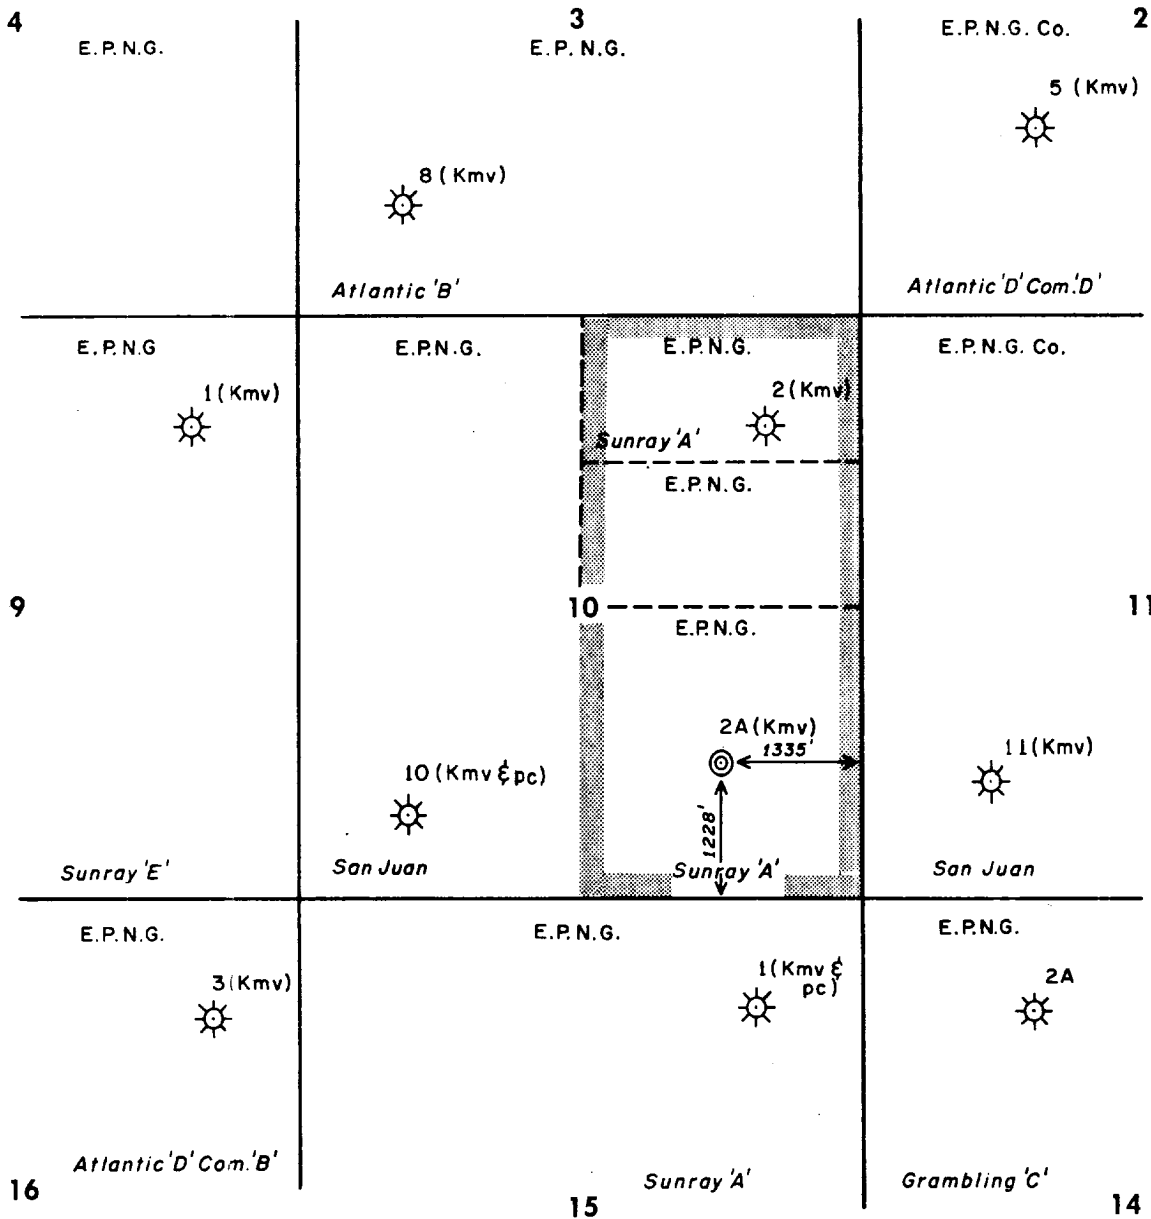 4
3
2
E.P.N.G.
E.P.N.G.
E.P.N.G. Co.
5 (Kmv)
8 (Kmv)
Atlantic 'B'
Atlantic 'D' Com. 'D'
E.P.N.G
E.P.N.G.
E.P.N.G.
E.P.N.G. Co.
1 (Kmv)
2 (Kmv)
Sunray 'A'
E.P.N.G.
9
10
11
E.P.N.G.
2A (Kmv)
1335'
10 (Kmv & pc)
11 (Kmv)
1228'
Sunray 'E'
San Juan
Sunray 'A'
San Juan
E.P.N.G.
E.P.N.G.
E.P.N.G.
3 (Kmv)
1 (Kmv &
pc)
2A
Atlantic 'D' Com. 'B'
Sunray 'A'
Grambling 'C'
16
15
14